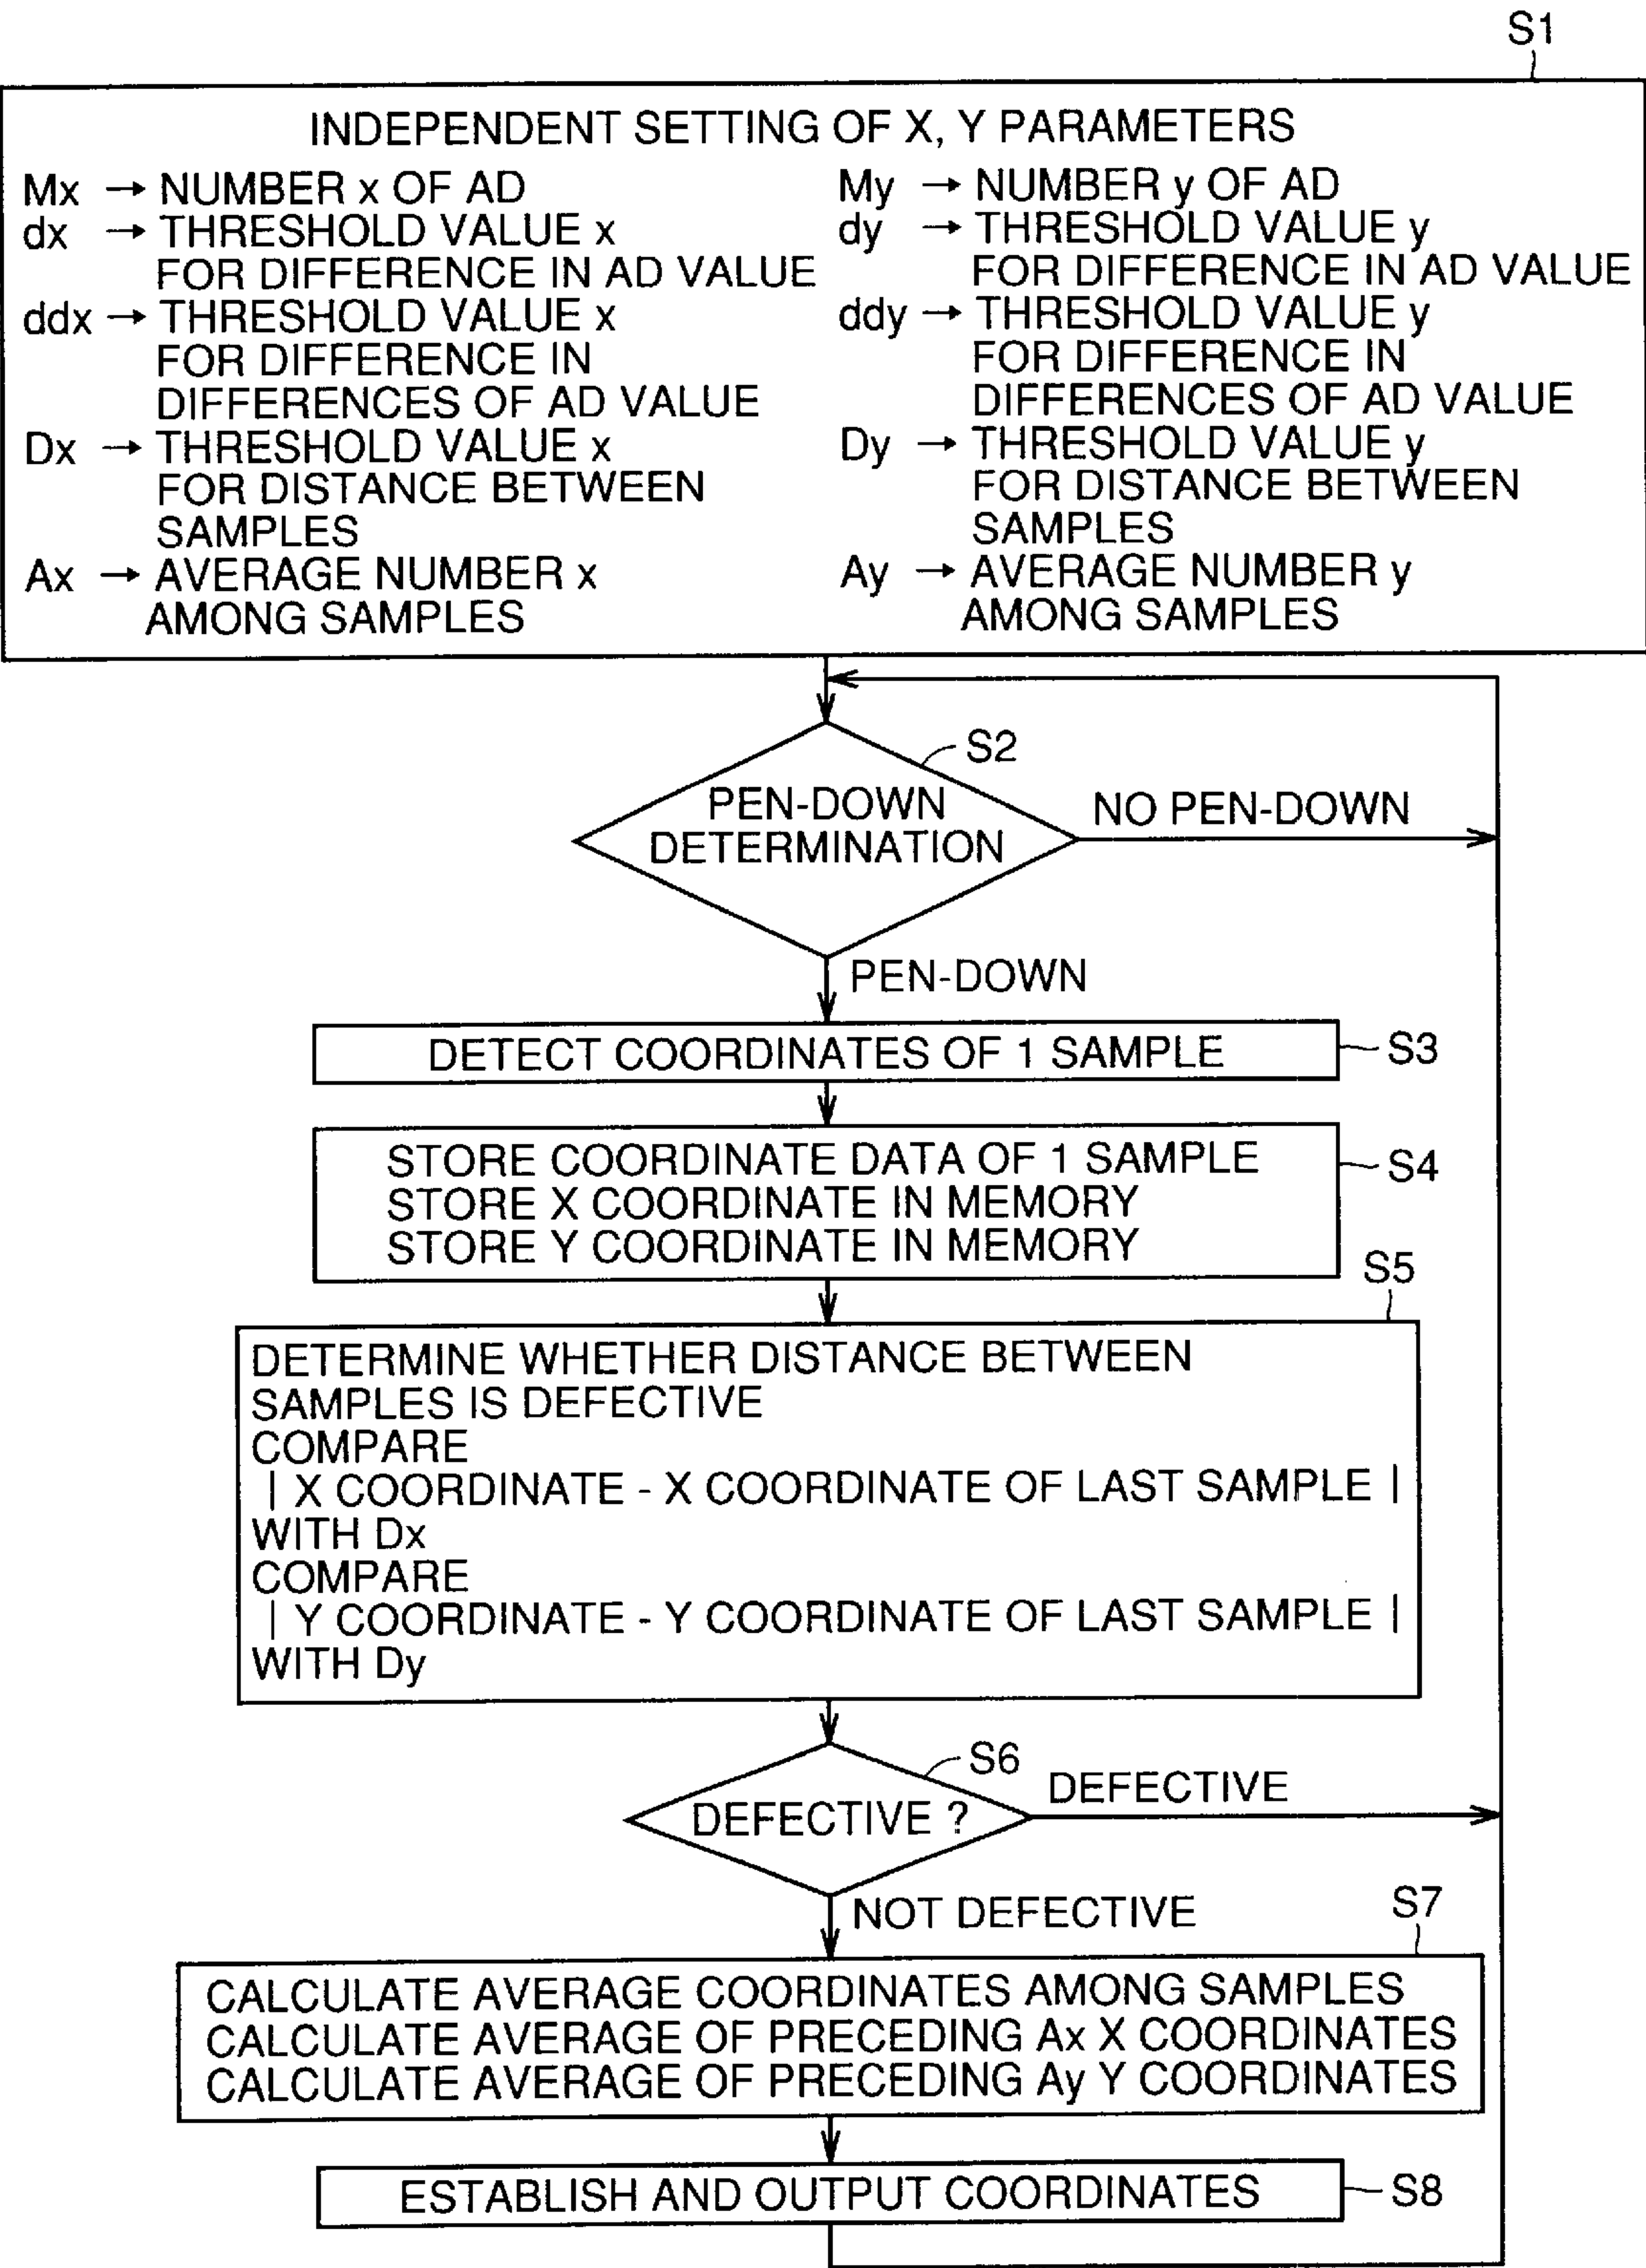 S1
INDEPENDENT SETTING OF X, Y PARAMETERS
Mx → NUMBER x OF AD
dx → THRESHOLD VALUE x
FOR DIFFERENCE IN AD VALUE
ddx → THRESHOLD VALUE x
FOR DIFFERENCE IN
DIFFERENCES OF AD VALUE
Dx → THRESHOLD VALUE x
FOR DISTANCE BETWEEN
SAMPLES
Ax → AVERAGE NUMBER x
AMONG SAMPLES
My → NUMBER y OF AD
dy → THRESHOLD VALUE y
FOR DIFFERENCE IN AD VALUE
ddy → THRESHOLD VALUE y
FOR DIFFERENCE IN
DIFFERENCES OF AD VALUE
Dy → THRESHOLD VALUE y
FOR DISTANCE BETWEEN
SAMPLES
Ay → AVERAGE NUMBER y
AMONG SAMPLES
S2
PEN-DOWN
DETERMINATION
NO PEN-DOWN
PEN-DOWN
DETECT COORDINATES OF 1 SAMPLE
S3
STORE COORDINATE DATA OF 1 SAMPLE
STORE X COORDINATE IN MEMORY
STORE Y COORDINATE IN MEMORY
S4
S5
DETERMINE WHETHER DISTANCE BETWEEN
SAMPLES IS DEFECTIVE
COMPARE
| X COORDINATE - X COORDINATE OF LAST SAMPLE |
WITH Dx
COMPARE
| Y COORDINATE - Y COORDINATE OF LAST SAMPLE |
WITH Dy
S6
DEFECTIVE ?
DEFECTIVE
NOT DEFECTIVE
S7
CALCULATE AVERAGE COORDINATES AMONG SAMPLES
CALCULATE AVERAGE OF PRECEDING Ax X COORDINATES
CALCULATE AVERAGE OF PRECEDING Ay Y COORDINATES
ESTABLISH AND OUTPUT COORDINATES
S8